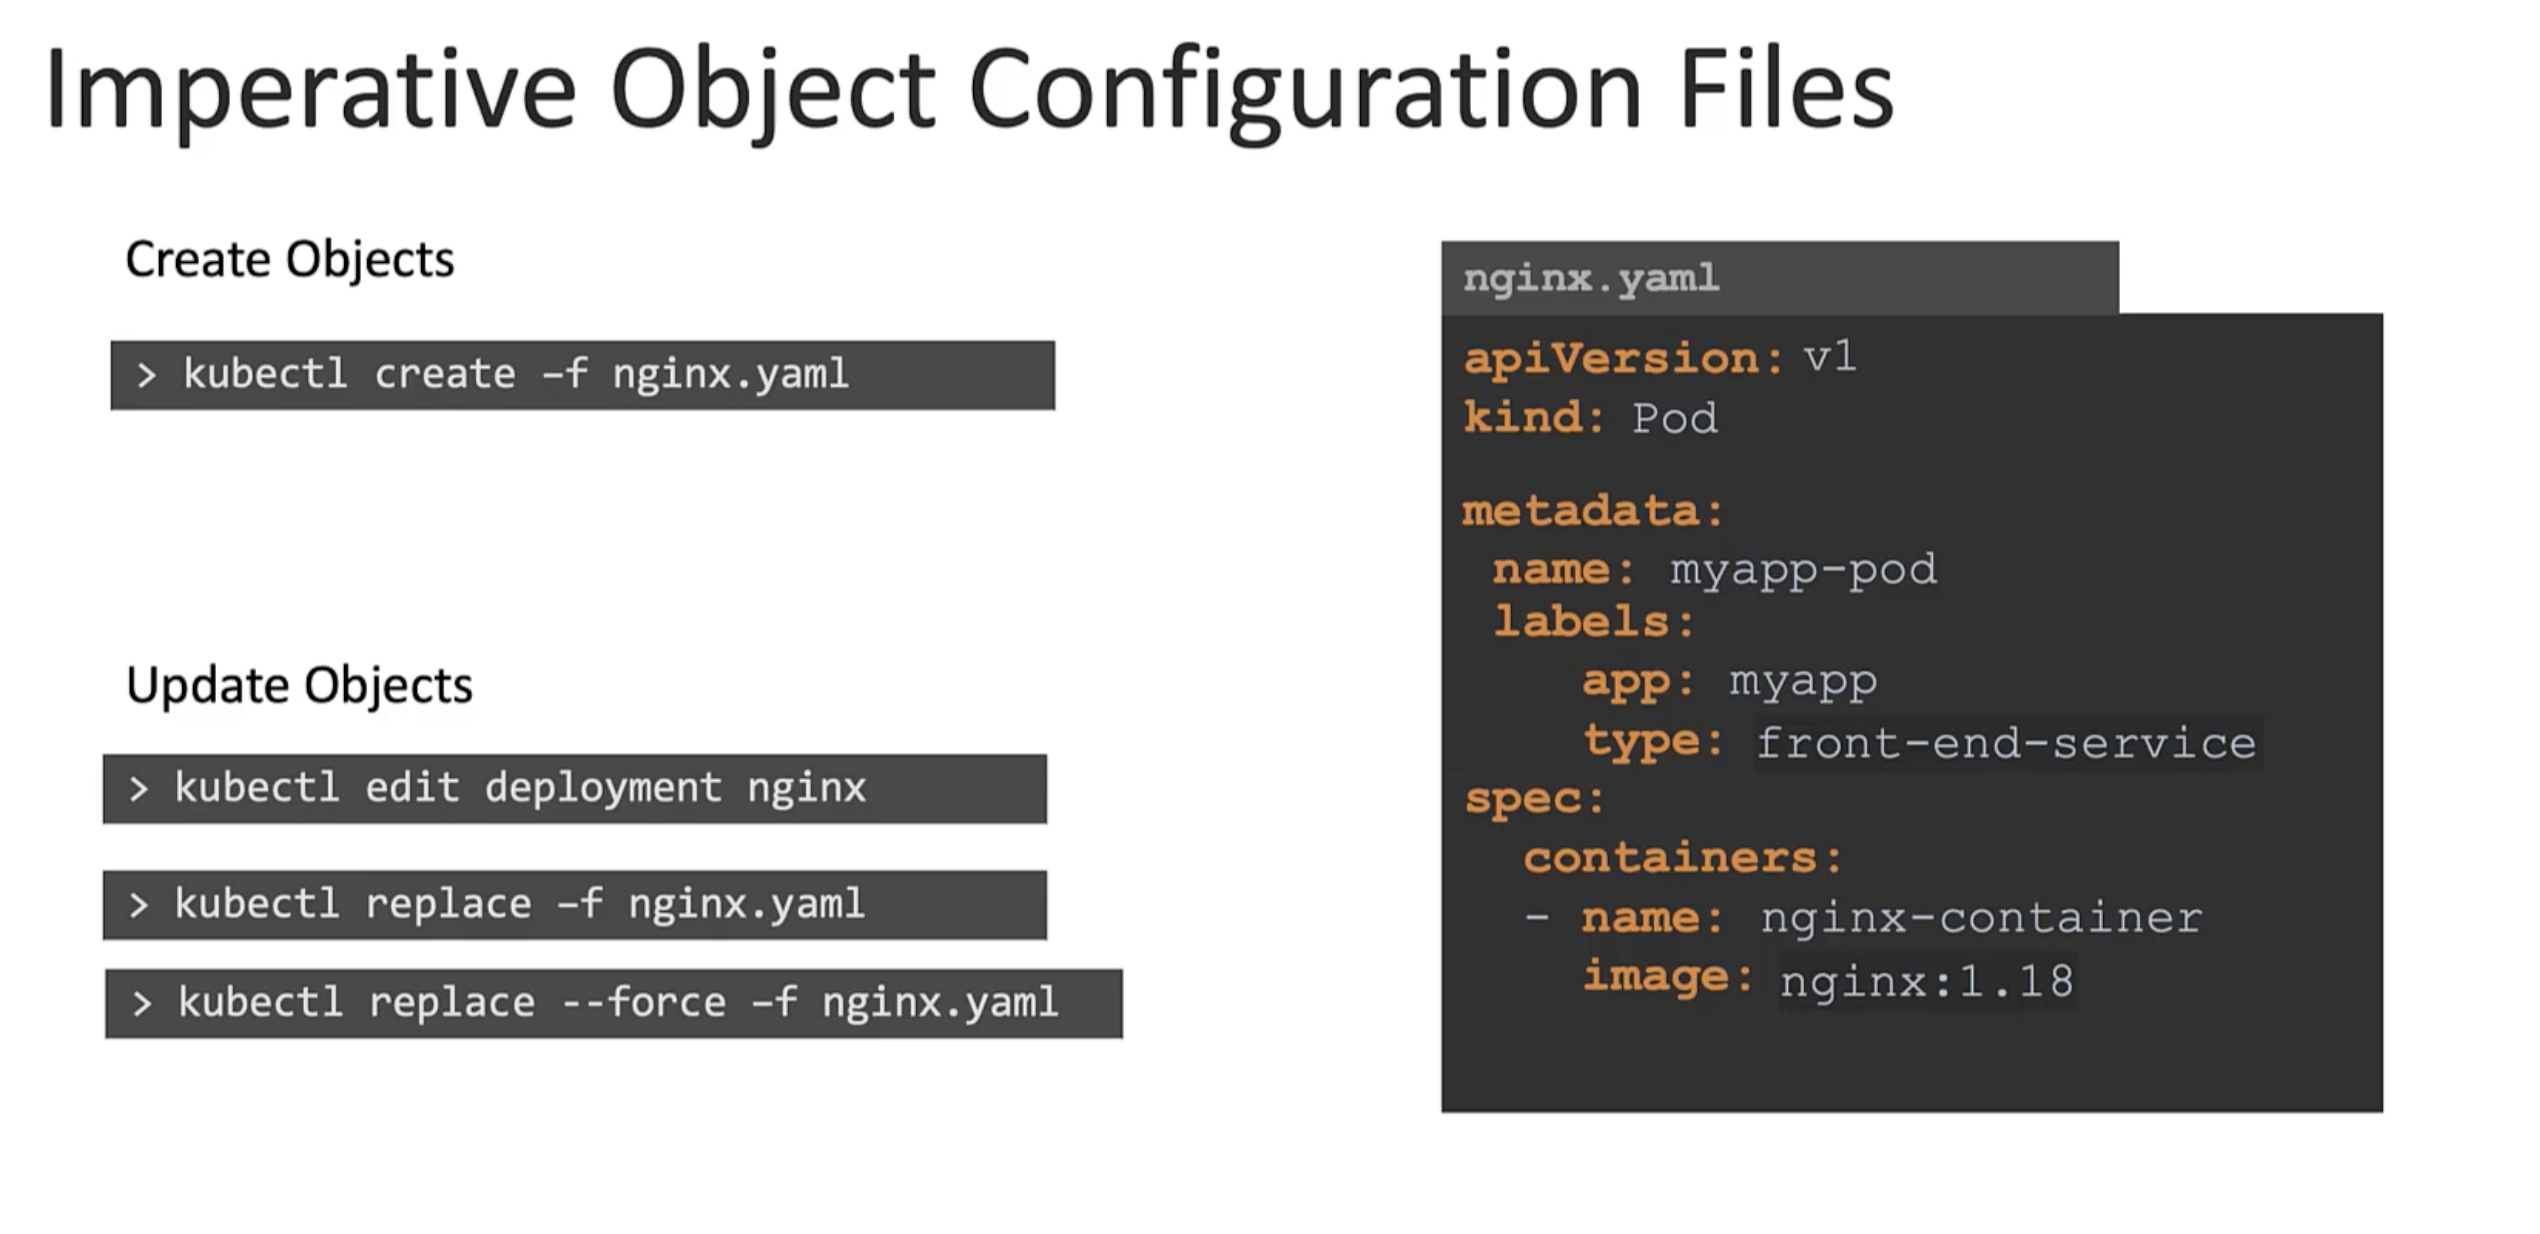 Imperative Object Configuration Files
Create Objects
> kubectl create –f nginx.yaml
Update Objects
> kubectl edit deployment nginx
> kubectl replace –f nginx.yaml
> kubectl replace --force –f nginx.yaml
nginx.yaml
apiVersion: v1
kind: Pod
metadata:
name: myapp-pod
labels:
app: myapp
type: front-end-service
spec:
containers:
- name: nginx-container
image: nginx:1.18